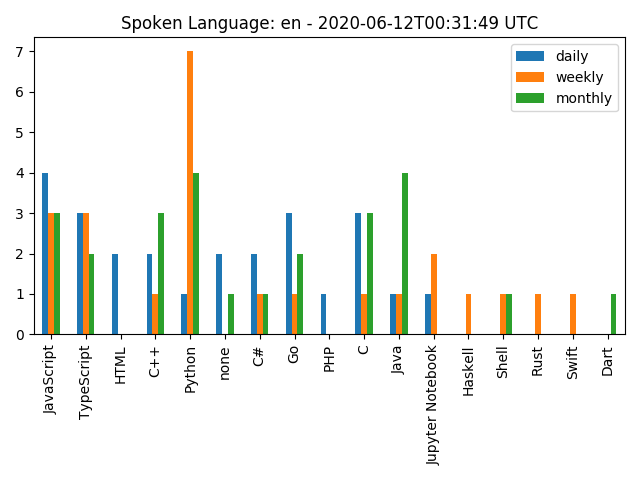 Spoken Language: en - 2020-06-12T00:31:49 UTC
daily
weekly
monthly
7
6
5
4
3
2
1
0
JavaScript
TypeScript
HTML
C++
Python
none
C#
Go
PHP
C
Java
Jupyter Notebook
Haskell
Shell
Rust
Swift
Dart